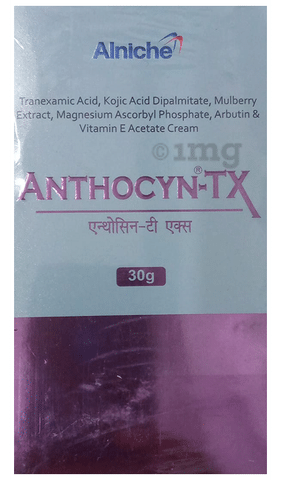 Alniche
Tranexamic Acid, Kojic Acid Dipalmitate, Mulberry
Extract, Magnesium Ascorbyl Phosphate, Arbutin &
Vitamin E Acetate Cream
© 1mg
ANTHOCYN®-TX
एन्थोसिन-टी एक्स
30g